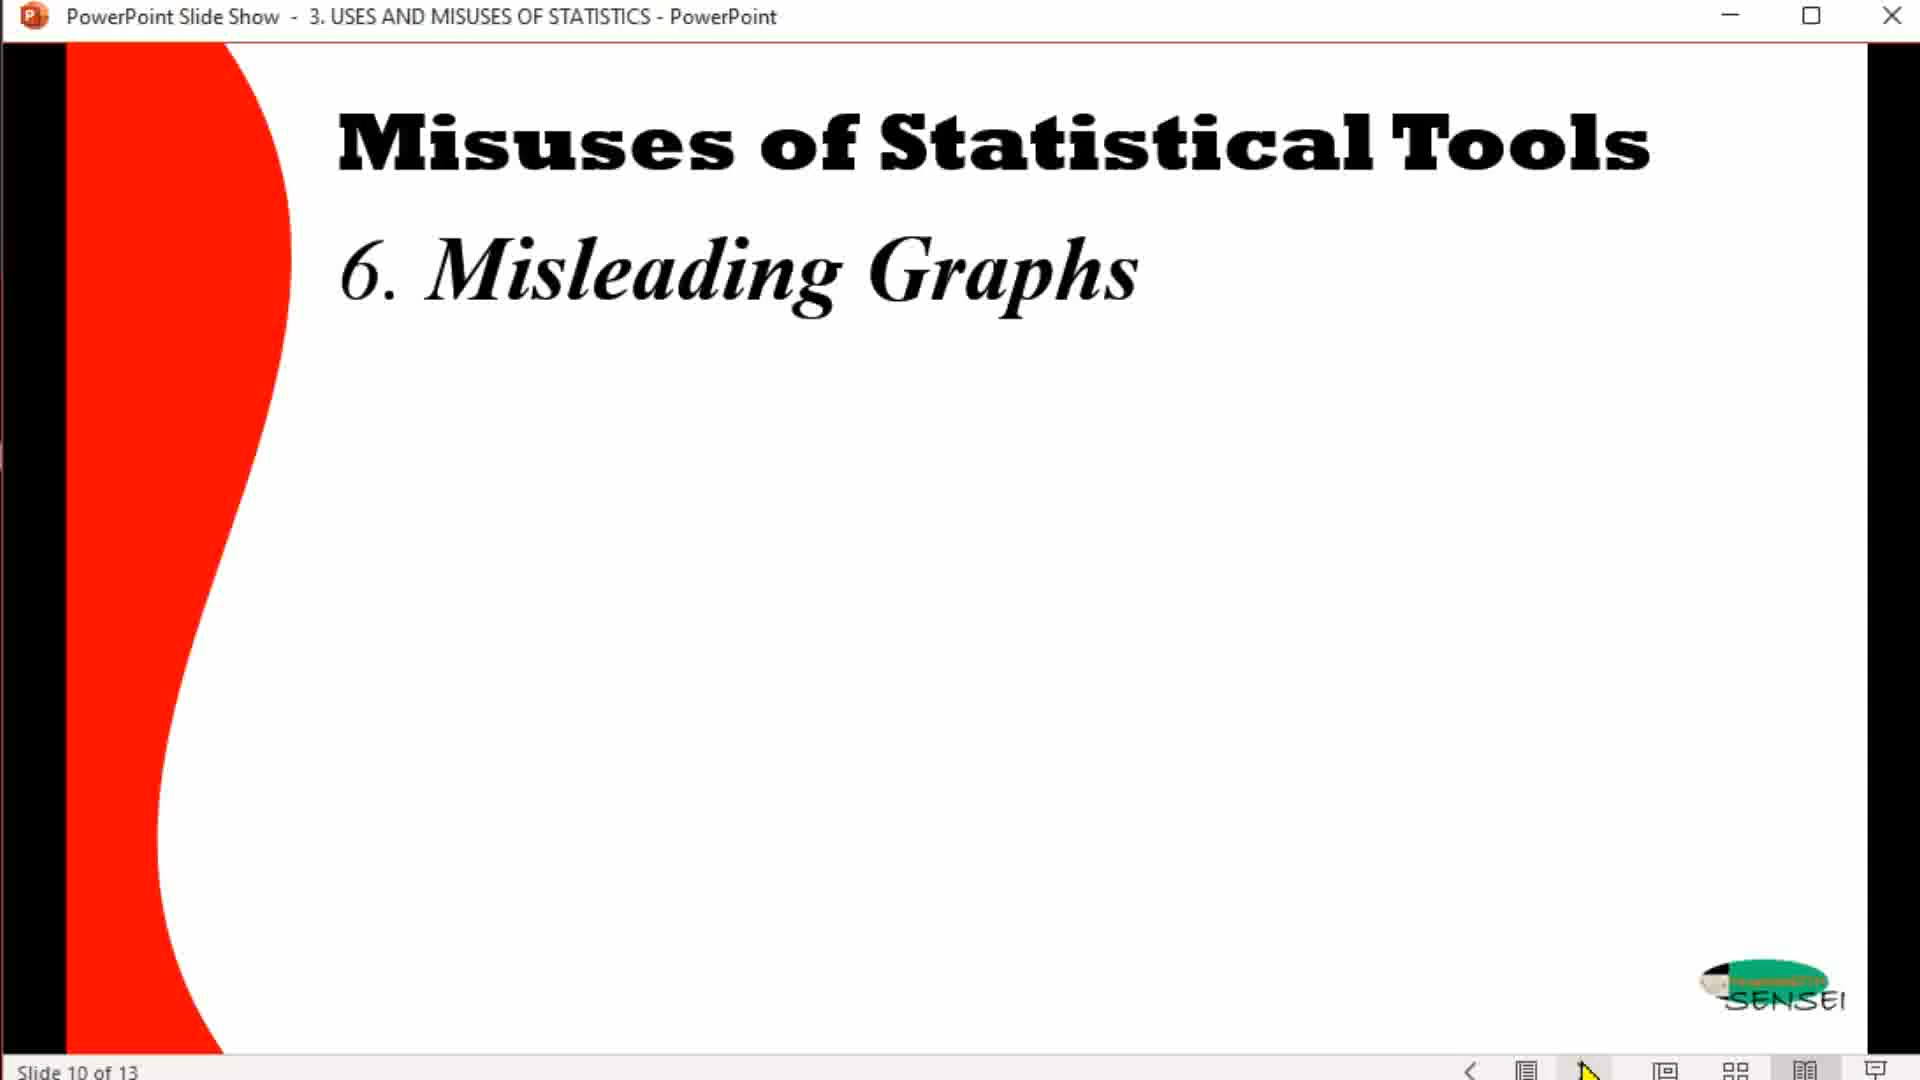 PowerPoint Slide Show - 3. USES AND MISUSES OF STATISTICS - PowerPoint
Misuses of Statistical Tools
6. Misleading Graphs
SENSEI
Slide 10 of 13